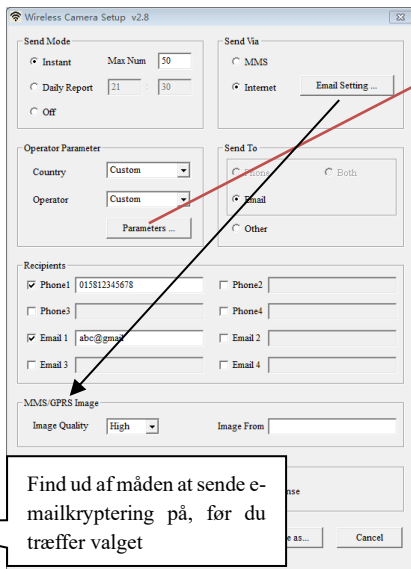 Wireless Camera Setup v2.8
Send Mode
Instant Max Num 50
Daily Report 21 : 30
Off
Send Via
MMS
Internet Email Setting ...
Operator Parameter
Country Custom
Operator Custom
Parameters ...
Send To
Phone Both
Email
Other
Recipients
Phone1 015812345678 Phone2
Phone3 Phone4
Email 1 abc@gmail Email 2
Email 3 Email 4
MMS/GPRS Image
Image Quality High Image From
nse
e as... Cancel
Find ud af måden at sende e-
mailkryptering på, før du
træffer valget